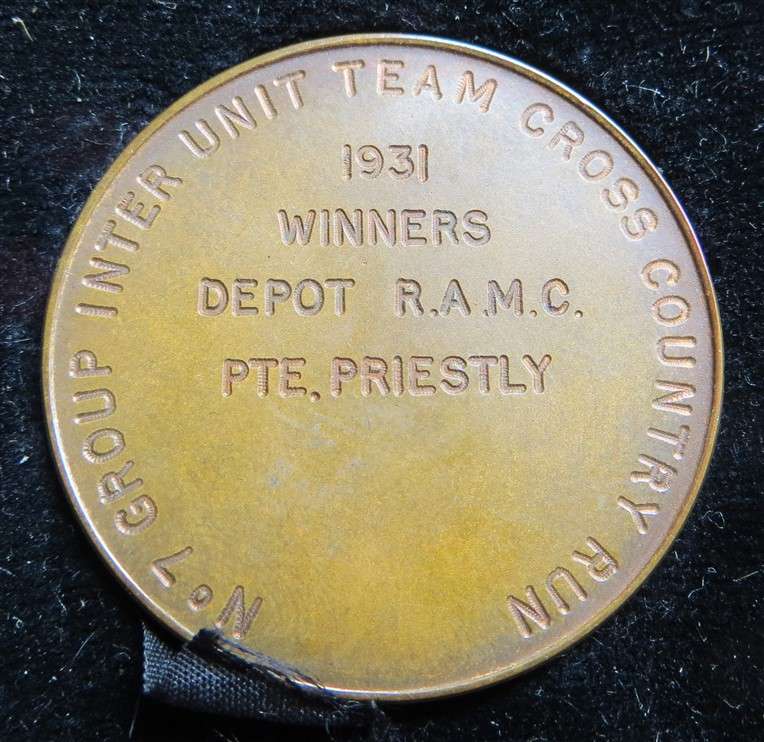 No 7 GROUP INTER UNIT TEAM CROSS COUNTRY RUN
1931
WINNERS
DEPOT R.A.M.C.
PTE. PRIESTLY